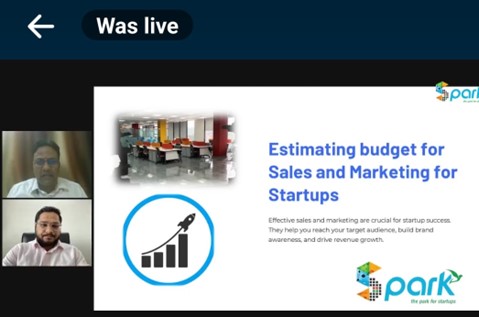 Was live
Spark
Estimating budget for
Sales and Marketing for
Startups
Effective sales and marketing are crucial for startup success.
They help you reach your target audience, build brand
awareness, and drive revenue growth.
Spark
the park for startups